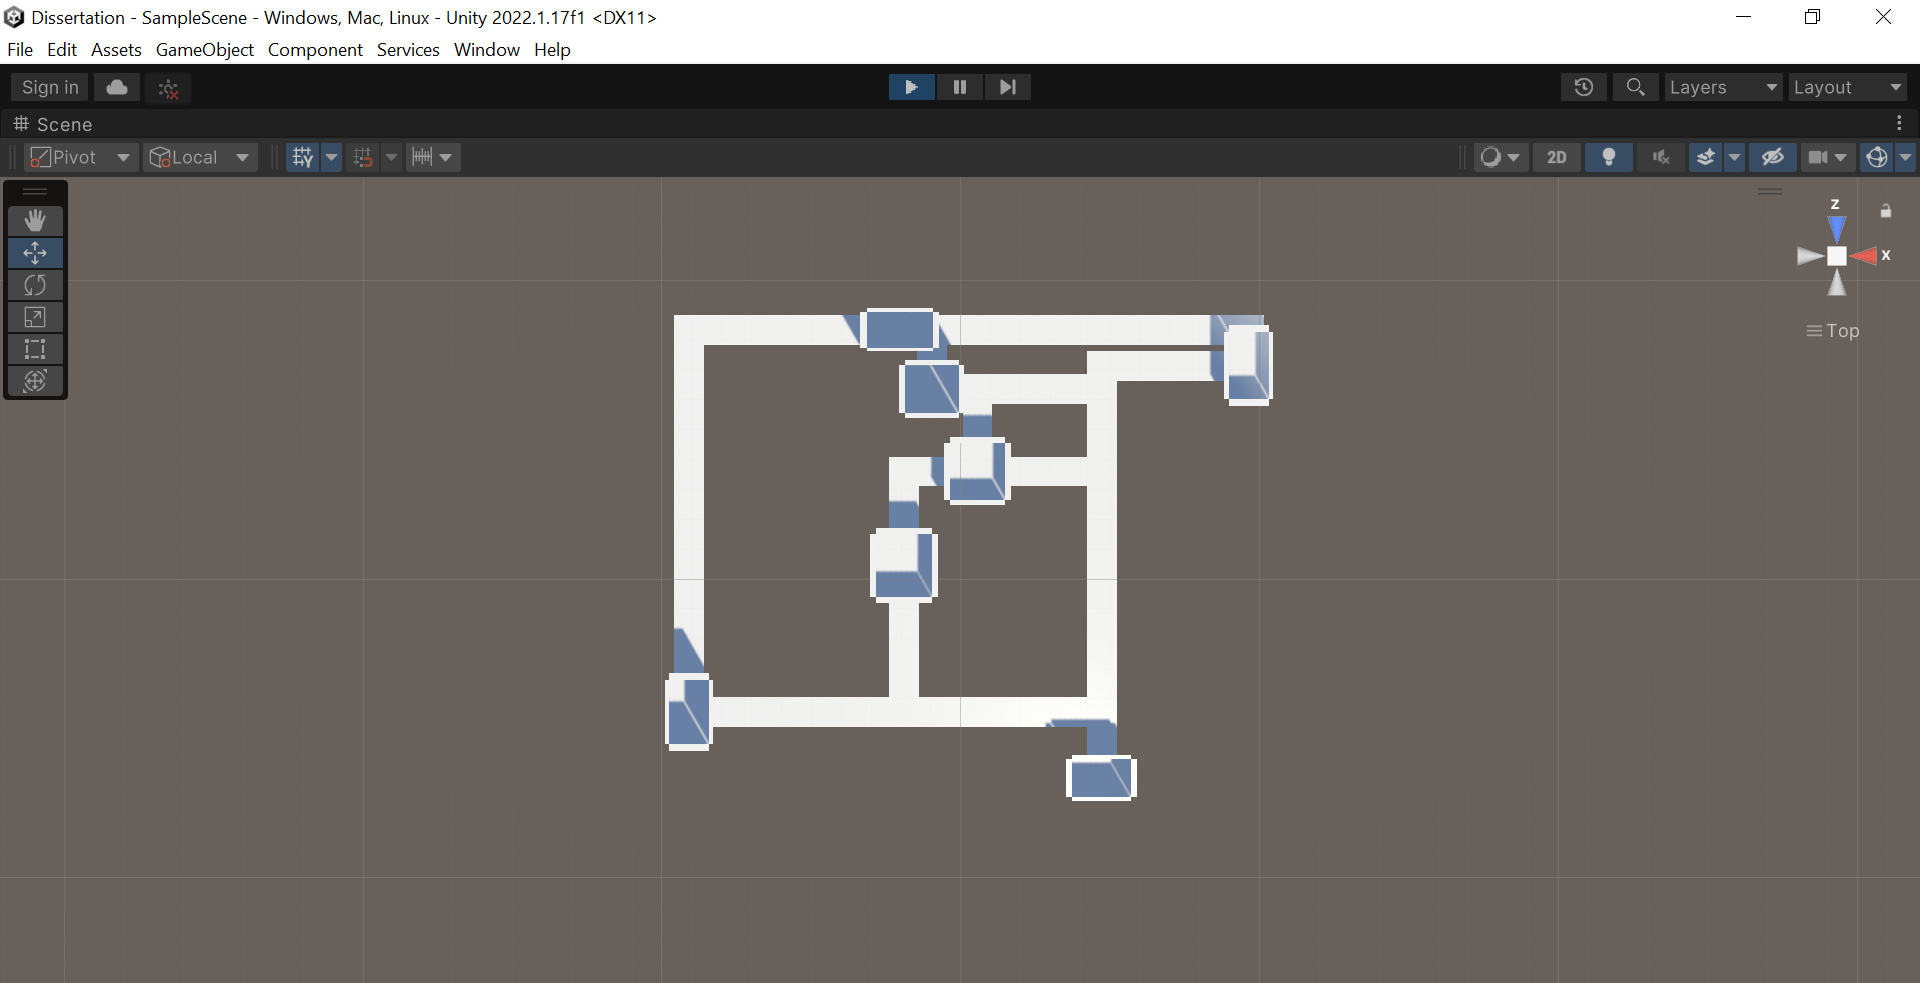 Dissertation - SampleScene - Windows, Mac, Linux - Unity 2022.1.17f1 <DX11>
File Edit Assets GameObject Component Services Window Help
Sign in Layers Layout
Scene
Pivot Local 2D
z
x
Top